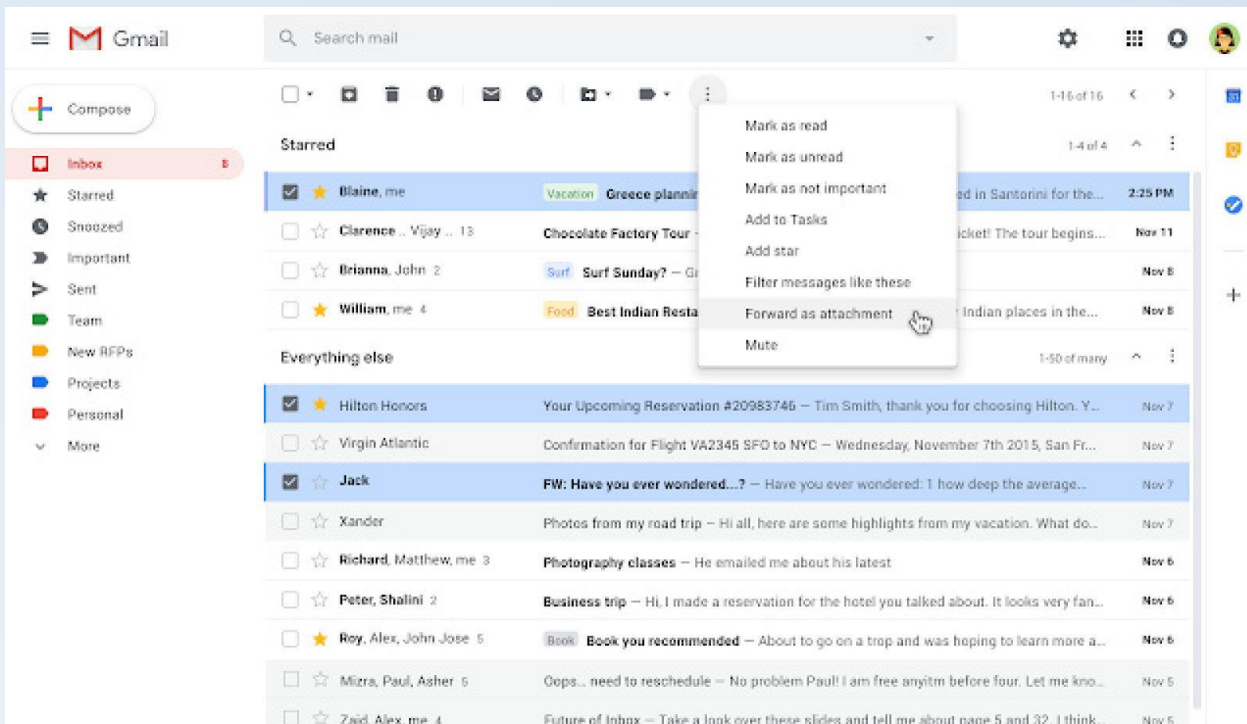 Gmail
Search mail
Compose
1-16 of 16
Inbox 8
Starred
Snoozed
Important
Sent
Team
New RFPs
Projects
Personal
More
Mark as read
Mark as unread
Mark as not important
Add to Tasks
Add star
Filter messages like these
Forward as attachment
Mute
Starred 1-4 of 4
Blaine, me Vacation Greece plannin ed in Santorini for the... 2:25 PM
Clarence .. Vijay .. 13 Chocolate Factory Tour - icket! The tour begins... Nov 11
Brianna, John 2 Surf Surf Sunday? — Gr Nov 8
William, me 4 Food Best Indian Resta Indian places in the... Nov 8
Everything else 1-50 of many
Hilton Honors Your Upcoming Reservation #20983746 — Tim Smith, thank you for choosing Hilton. Y... Nov 7
Virgin Atlantic Confirmation for Flight VA2345 SFO to NYC — Wednesday, November 7th 2015, San Fr... Nov 7
Jack FW: Have you ever wondered...? — Have you ever wondered: 1 how deep the average... Nov 7
Xander Photos from my road trip — Hi all, here are some highlights from my vacation. What do... Nov 7
Richard, Matthew, me 3 Photography classes — He emailed me about his latest Nov 6
Peter, Shalini 2 Business trip — Hi, I made a reservation for the hotel you talked about. It looks very fan... Nov 6
Roy, Alex, John Jose 5 Book Book you recommended — About to go on a trop and was hoping to learn more a... Nov 6
Mizra, Paul, Asher 5 Oops... need to reschedule — No problem Paul! I am free anyitm before four. Let me kno... Nov 5
Zaid, Alex, me 4 Future of Inbox — Take a look over these slides and tell me about page 5 and 32. I think... Nov 5